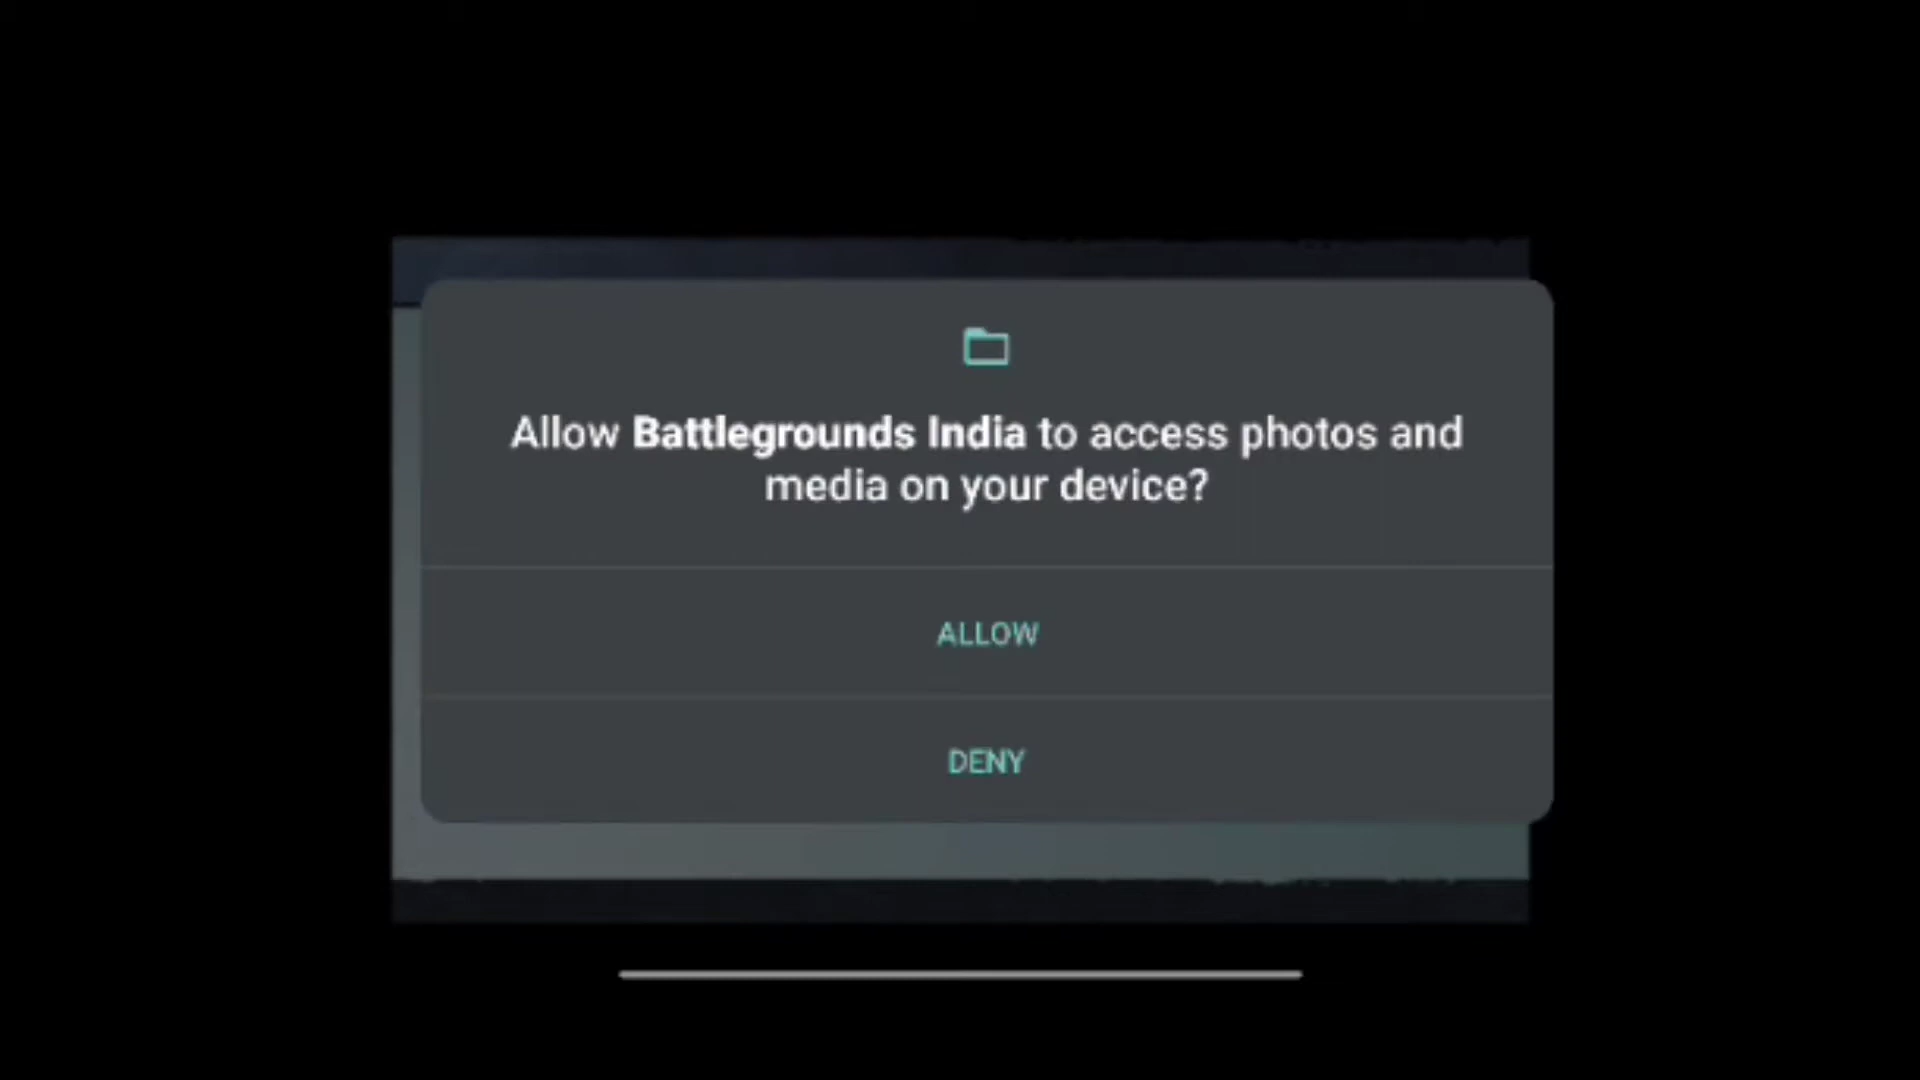 Allow Battlegrounds India to access photos and
media on your device?
ALLOW
DENY